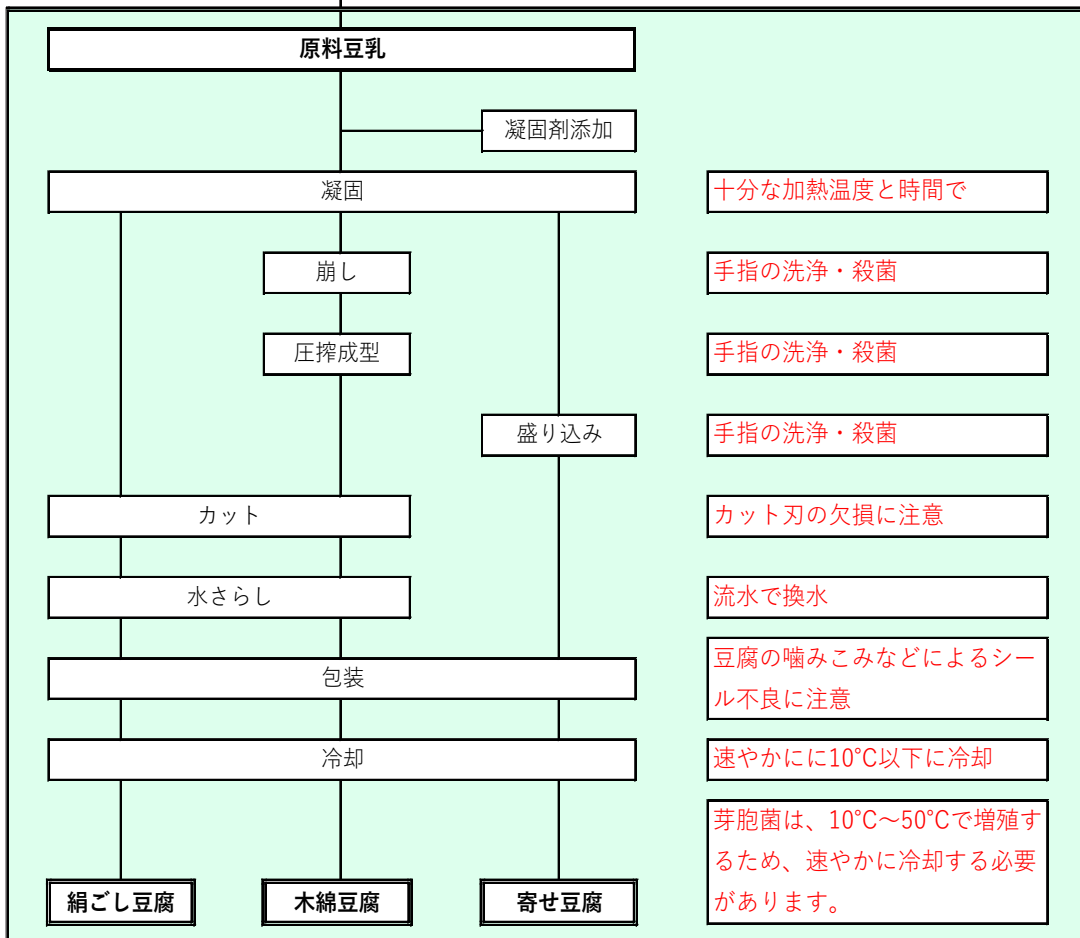 原料豆乳
凝固剤添加
凝固
十分な加熱温度と時間で
崩し
手指の洗浄・殺菌
圧搾成型
手指の洗浄・殺菌
盛り込み
手指の洗浄・殺菌
カット
カット刃の欠損に注意
水さらし
流水で換水
包装
豆腐の噛みこみなどによるシー
ル不良に注意
冷却
速やかにに10°C以下に冷却
芽胞菌は、10°C～50°Cで増殖す
るため、速やかに冷却する必要
があります。
絹ごし豆腐
木綿豆腐
寄せ豆腐